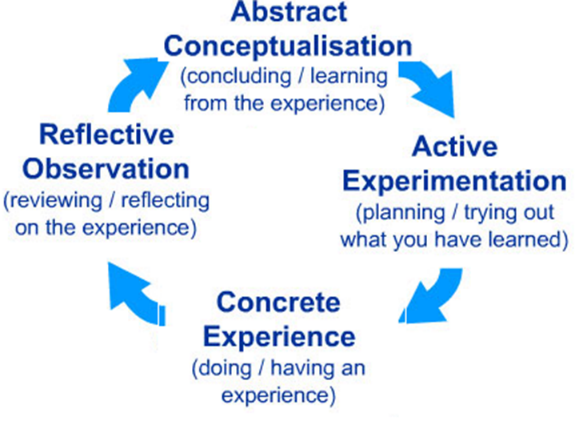 Abstract
Conceptualisation
(concluding / learning
from the experience)
Reflective
Observation
(reviewing / reflecting
on the experience)
Active
Experimentation
(planning / trying out
what you have learned)
Concrete
Experience
(doing / having an
experience)